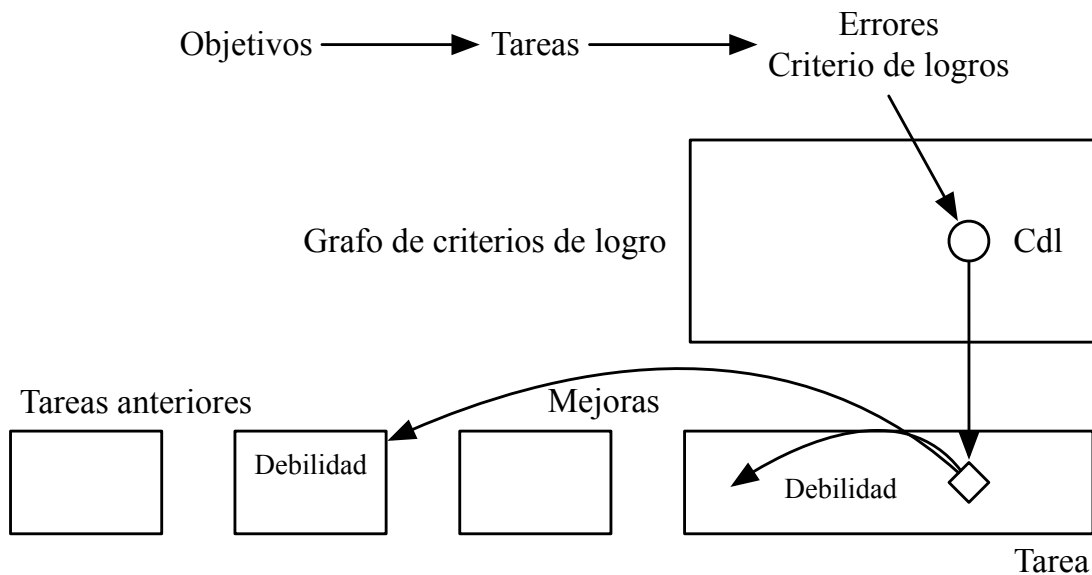 Objetivos
Tareas
Errores
Criterio de logros
Grafo de criterios de logro
Cdl
Tareas anteriores
Mejoras
Debilidad
Debilidad
Tarea